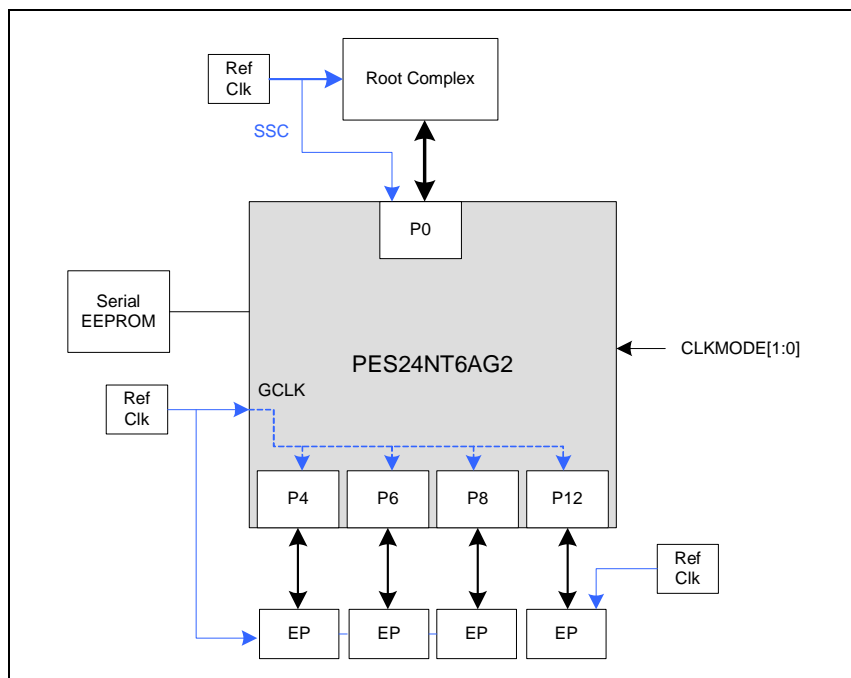 Ref
Clk
Root Complex
SSC
P0
Serial
EEPROM
PES24NT6AG2
CLKMODE[1:0]
Ref
Clk
GCLK
P4
P6
P8
P12
Ref
Clk
EP
EP
EP
EP